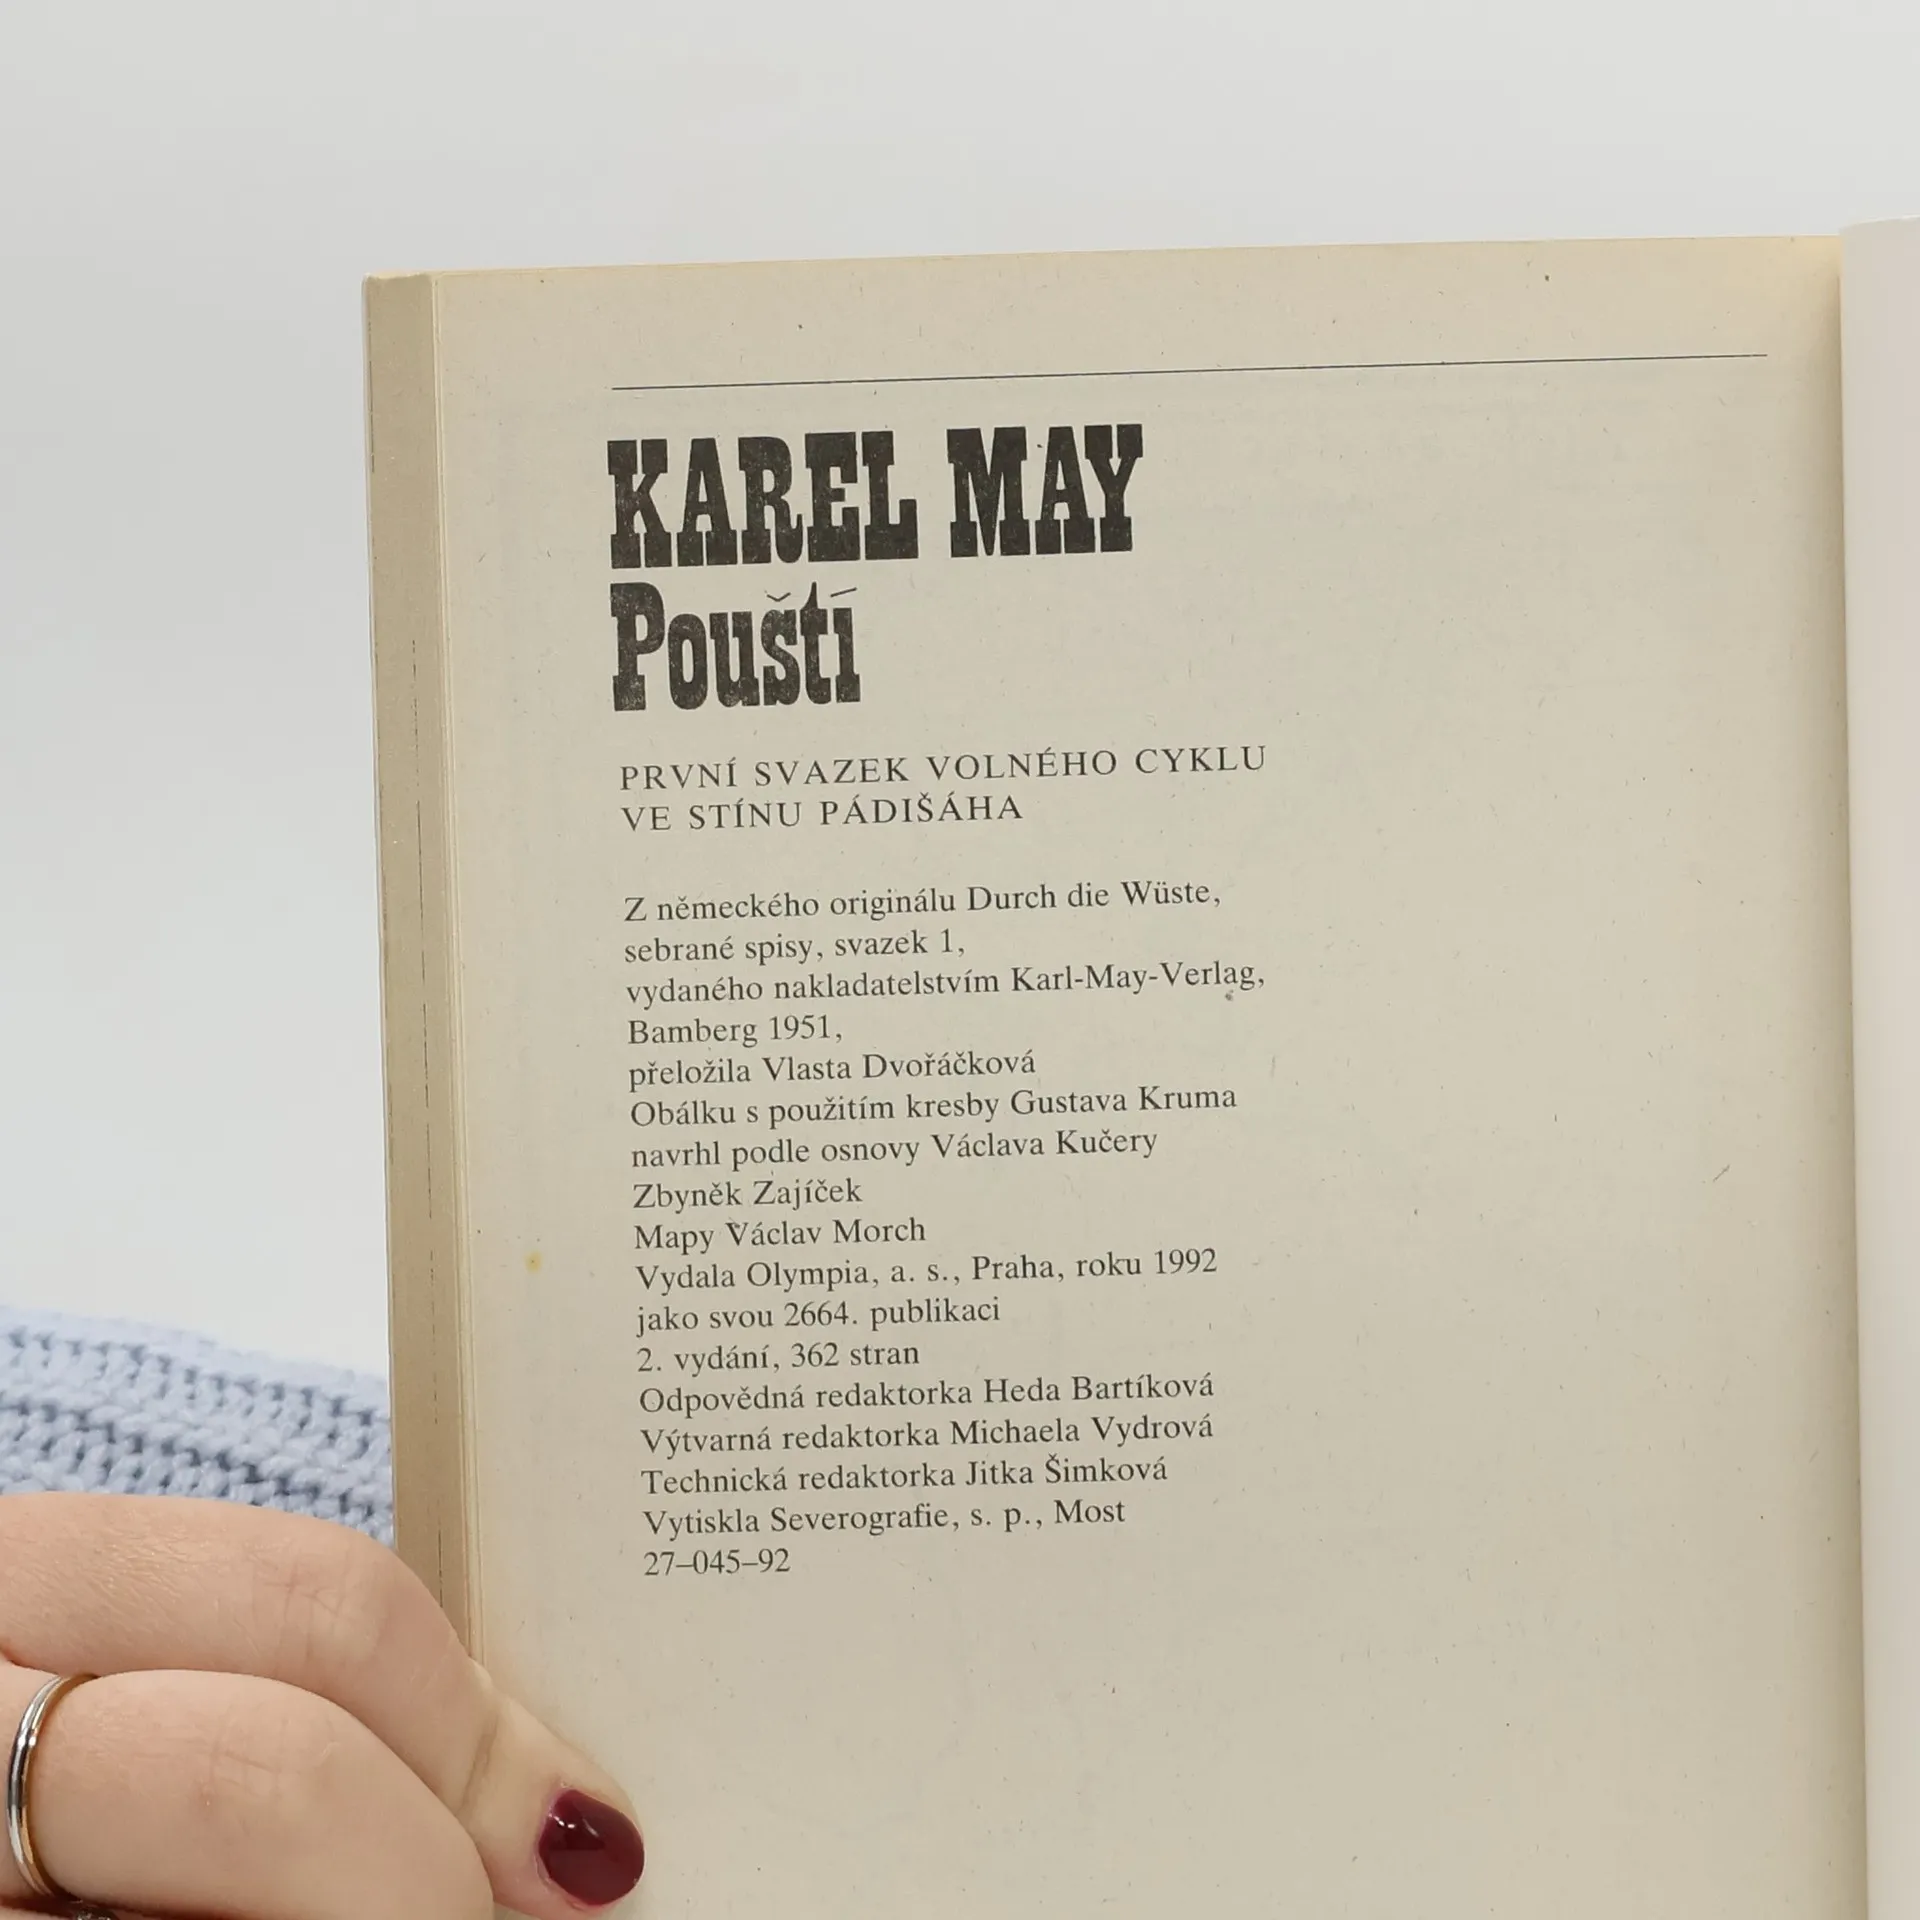 KAREL MAY
Pouští
PRVNÍ SVAZEK VOLNÉHO CYKLU
VE STÍNU PÁDIŠÁHA
Z německého originálu Durch die Wüste,
sebrané spisy, svazek 1,
vydaného nakladatelstvím Karl-May-Verlag,
Bamberg 1951,
přeložila Vlasta Dvořáčková
Obálku s použitím kresby Gustava Kruma
navrhl podle osnovy Václava Kučery
Zbyněk Zajíček
Mapy Václav Morch
Vydala Olympia, a. s., Praha, roku 1992
jako svou 2664. publikaci
2. vydání, 362 stran
Odpovědná redaktorka Heda Bartíková
Výtvarná redaktorka Michaela Vydrová
Technická redaktorka Jitka Šimková
Vytiskla Severografie, s. p., Most
27–045–92